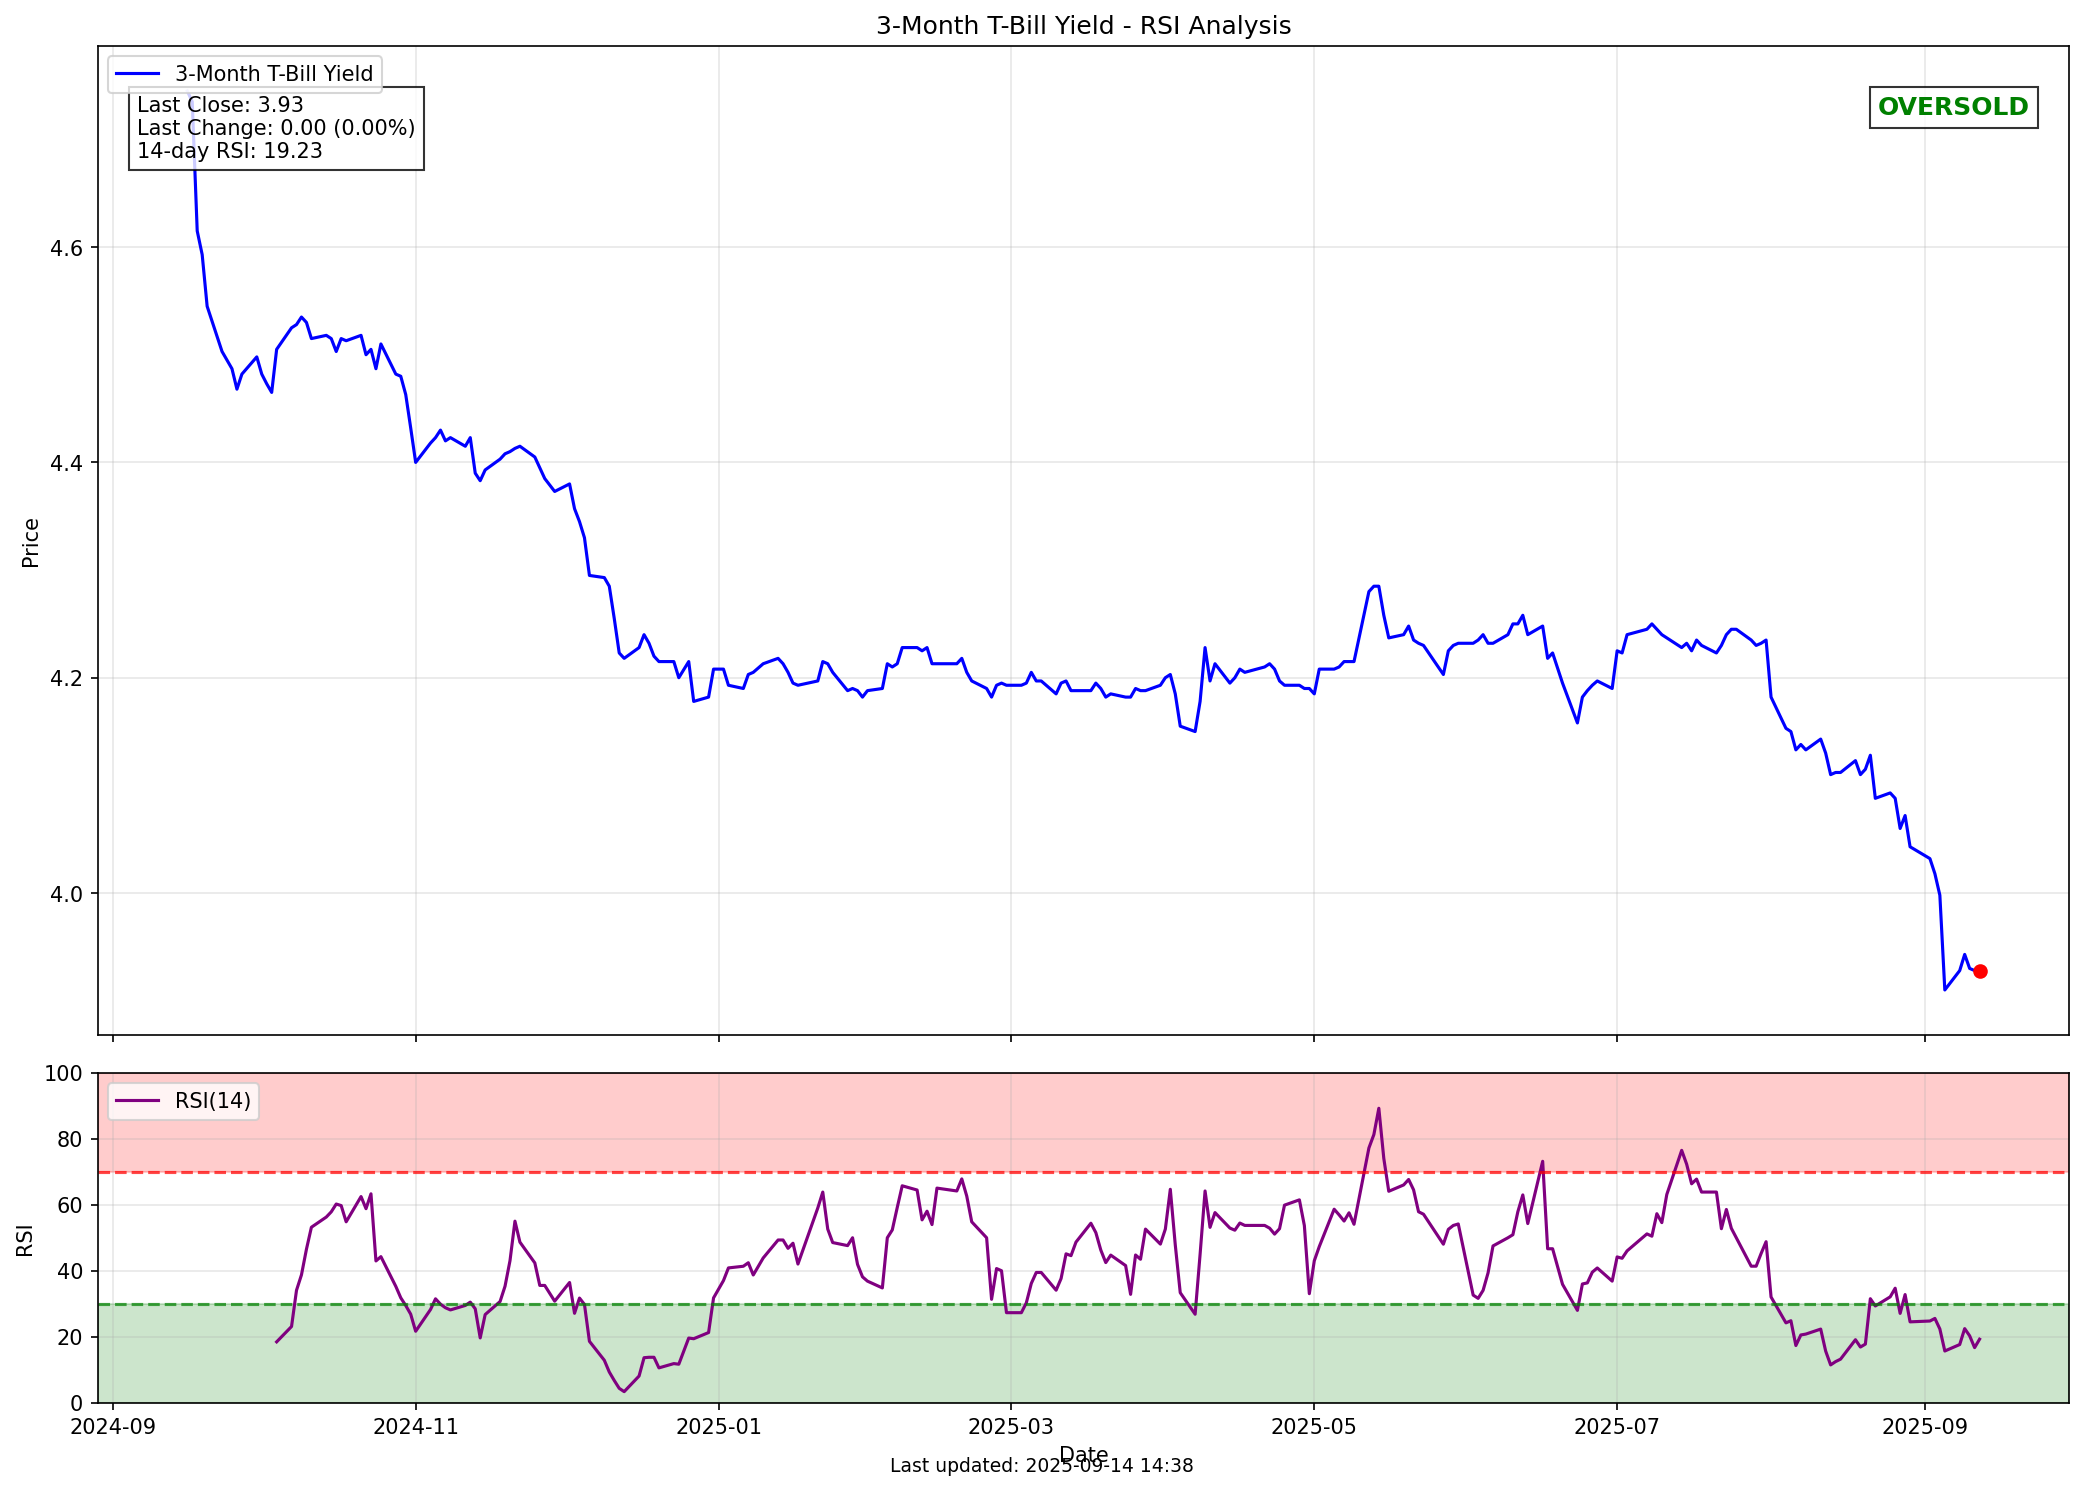 3-Month T-Bill Yield - RSI Analysis
3-Month T-Bill Yield
Last Close: 3.93
Last Change: 0.00 (0.00%)
14-day RSI: 19.23
OVERSOLD
Price
4.6
4.4
4.2
4.0
RSI(14)
RSI
100
80
60
40
20
0
2024-09
2024-11
2025-01
2025-03
2025-05
2025-07
2025-09
Date
Last updated: 2025-09-14 14:38